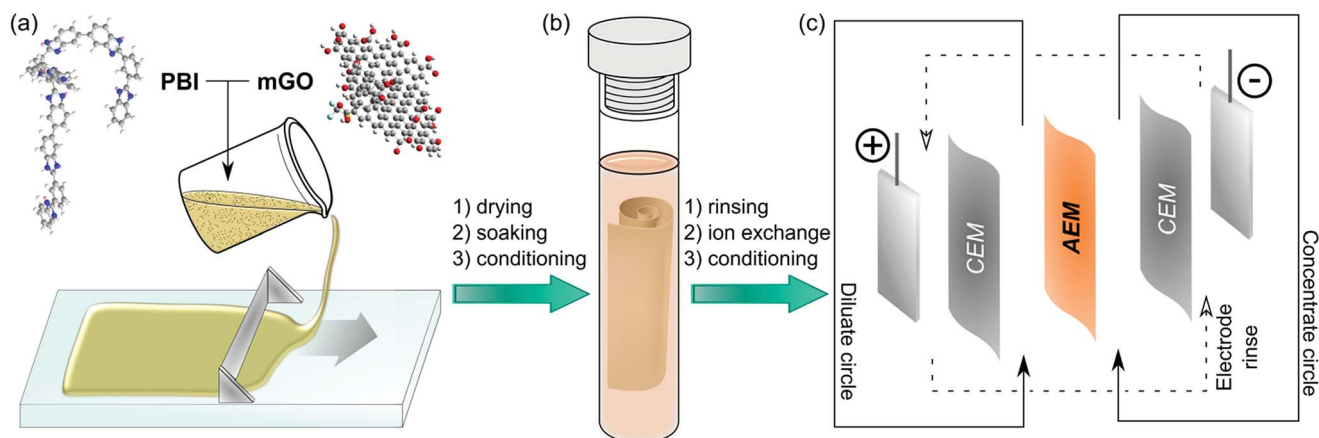 (a)
PBI
mGO
(b)
1) drying
2) soaking
3) conditioning
1) rinsing
2) ion exchange
3) conditioning
(c)
+
-
CEM
AEM
CEM
Diluate circle
Electrode
rinse
Concentrate circle